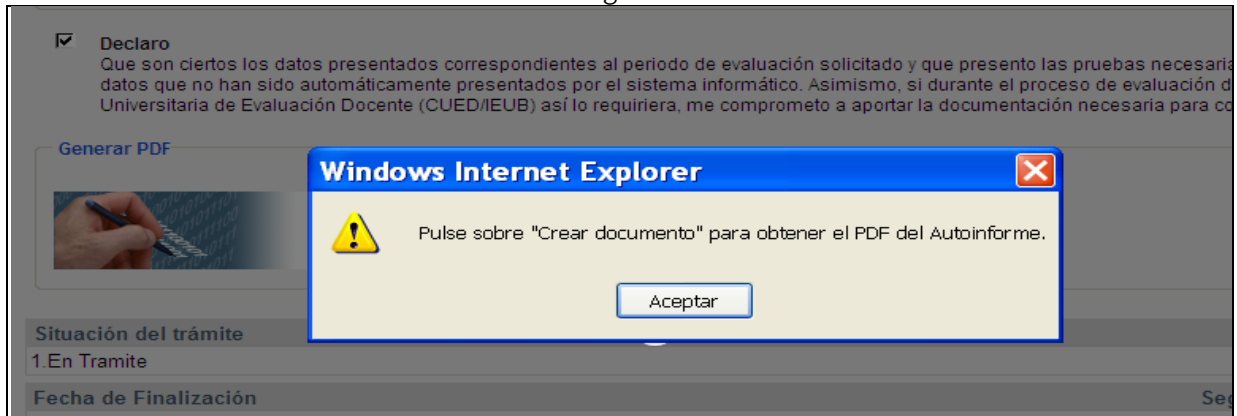 Declaro
Que son ciertos los datos presentados correspondientes al periodo de evaluación solicitado y que presento las pruebas necesaria
datos que no han sido automáticamente presentados por el sistema informático. Asimismo, si durante el proceso de evaluación d
Universitaria de Evaluación Docente (CUED/IEUB) así lo requiriera, me comprometo a aportar la documentación necesaria para co
Generar PDF
Windows Internet Explorer
Pulse sobre "Crear documento" para obtener el PDF del Autoinforme.
Aceptar
Situación del trámite
1.En Tramite
Fecha de Finalización Seg